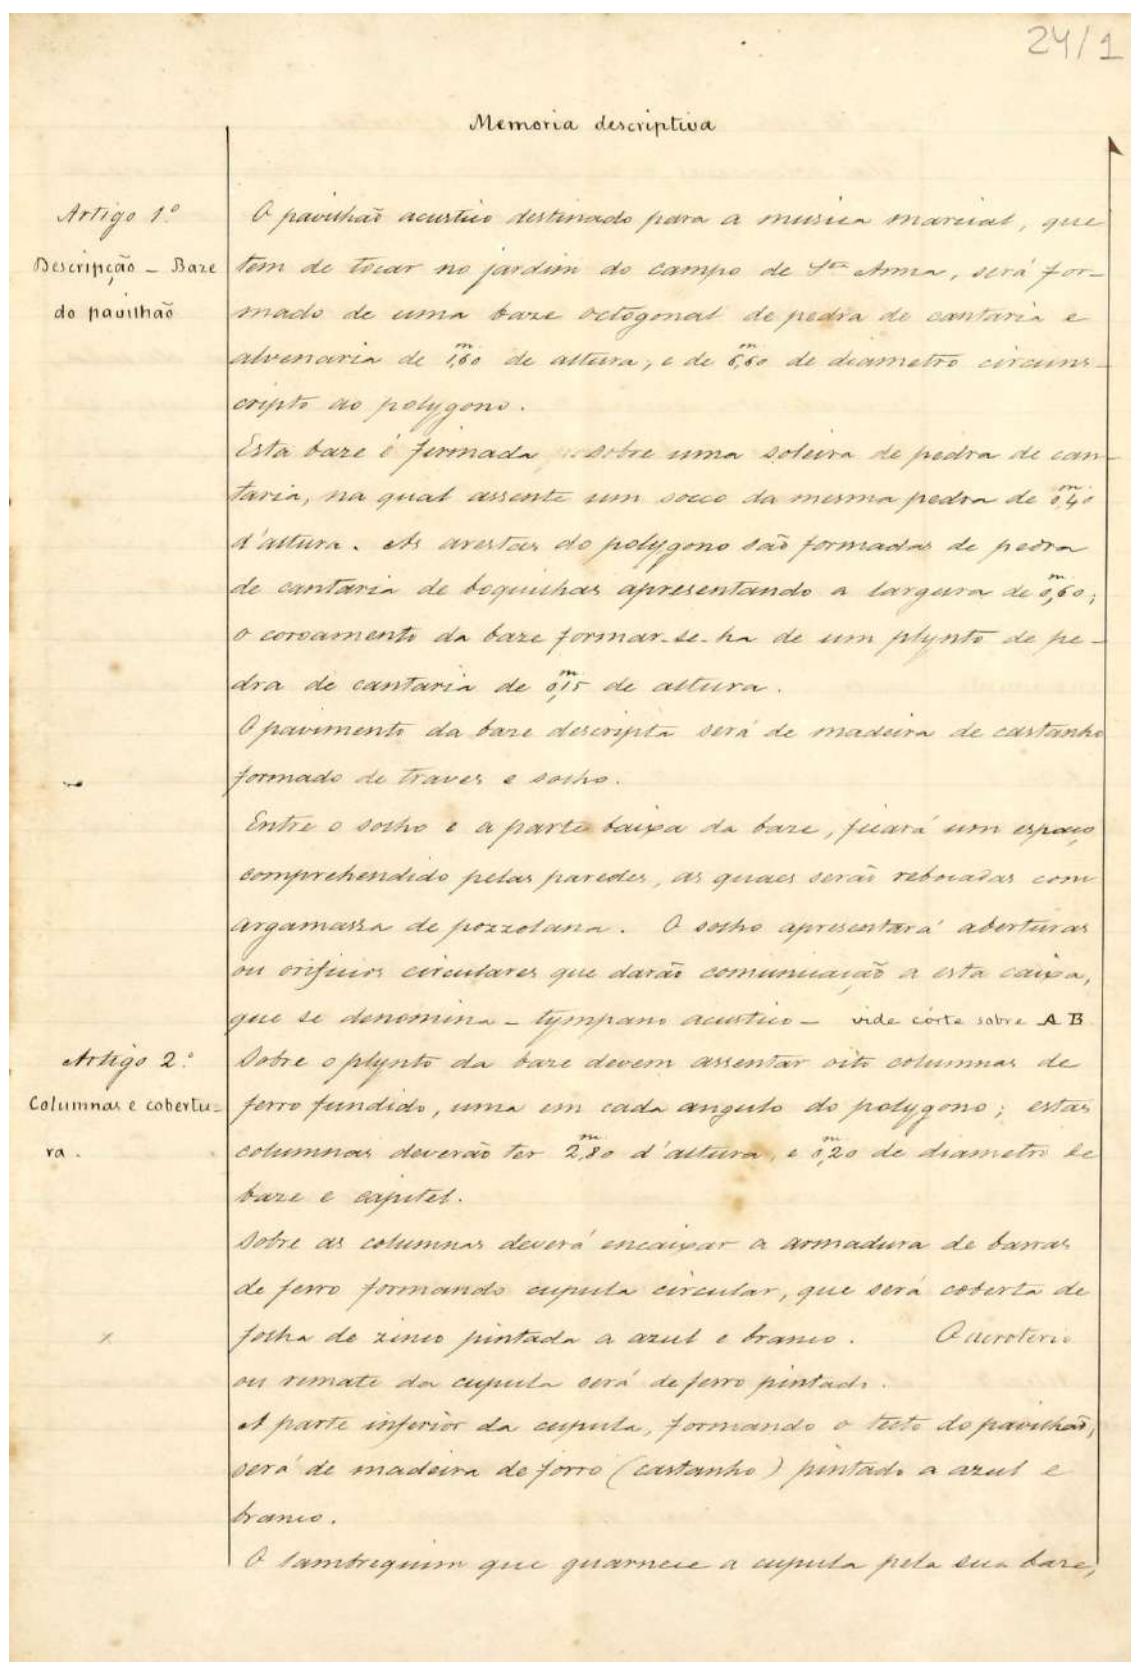 24/1
Memoria descriptiva
Artigo 1º
Descripção - Baze
do pavilhão
O pavilhão acustico destinado para a musica marcial, que
tem de tocar no jardim do campo de Stª Anna, será for-
mado de uma baze octogonal de pedra de cantaria e
alvenaria de 1,60 de altura, e de 6,60 de diametro circuns-
cripto ao polygono.
Esta baze é firmada sobre uma soleira de pedra de can-
taria, na qual assente um socco da mesma pedra de 0,40
d'altura. As arestas do polygono são formadas de pedra
de cantaria de boquilhas apresentando a largura de 0,60;
o coroamento da baze formar-se-ha de um plynto de pe-
dra de cantaria de 0,15 de altura.
O pavimento da baze descripta será de madeira de castanho
formado de traves e solho.
Entre o solho e a parte baixa da baze, ficará um espaço
comprehendido pelas paredes, as quaes serão rebocadas com
argamassa de pozzolana. O solho apresentará aberturas
ou orificios circulares que darão comunicação a esta caixa,
que se denomina - tympano acustico - vide córte sobre A B
Artigo 2.º
Columnas e cobertu-
ra.
Sobre o plynto da baze devem assentar oito columnas de
ferro fundido, uma em cada angulo do polygono; estas
columnas deverão ter 2,80 d'altura, e 0,20 de diametro de
baze e capitel.
Sobre as columnas deverá encaixar a armadura de barras
de ferro formando cupula circular, que será coberta de
folha de zinco pintada a azul e branco. O acroterio
ou remate da cupula será de ferro pintado.
A parte inferior da cupula, formando o tecto do pavilhão,
será de madeira de forro (castanho) pintado a azul e
branco.
O lambrequim que guarnece a cupula pela sua baze,